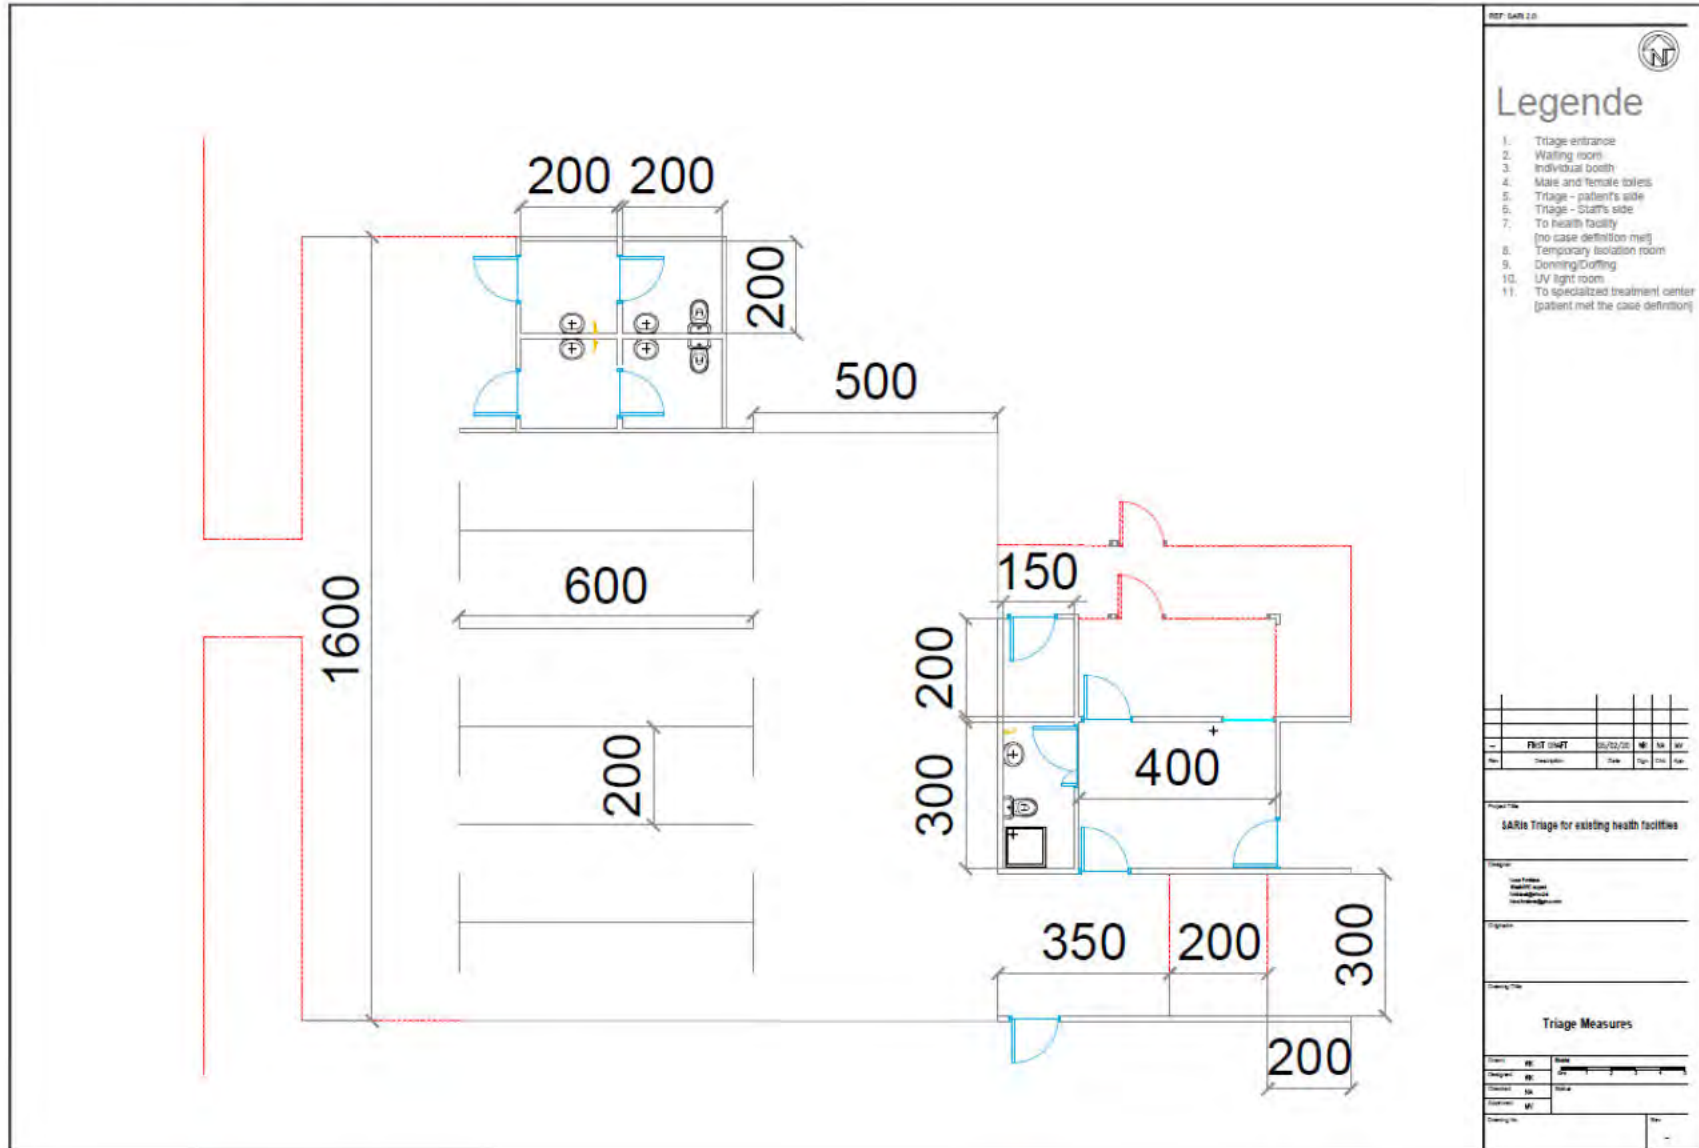 REF: SARI 2.0
N
Legende
1. Triage entrance
2. Waiting room
3. Individual booth
4. Male and female toilets
5. Triage - patient's side
6. Triage - Staff's side
7. To health facility
[no case definition met]
8. Temporary isolation room
9. Donning/Doffing
10. UV light room
11. To specialized treatment center
[patient met the case definition]
200 200
200
500
1600
600
200
150
200
300
400
350 200
300
200
FIRST DRAFT
Rev. Description Date
Project Title
SARIs Triage for existing health facilities
Drawing Title
Triage Measures
Scale
Drawing No.
Rev.